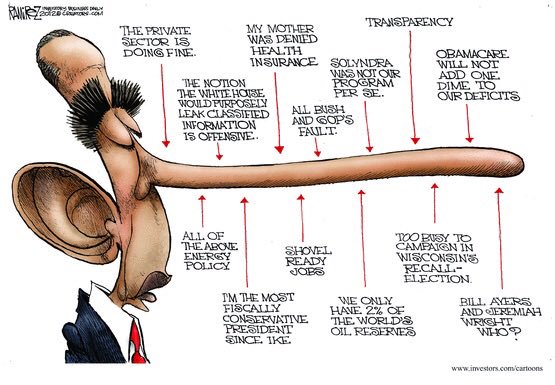 RAMIREZ
INVESTORS BUSINESS DAILY
2012 © CREATORS.COM
THE PRIVATE
SECTOR IS
DOING FINE.
THE NOTION
THE WHITE HOUSE
WOULD PURPOSELY
LEAK CLASSIFIED
INFORMATION
IS OFFENSIVE.
MY MOTHER
WAS DENIED
HEALTH
INSURANCE
ALL BUSH
AND GOP'S
FAULT.
SOLYNDRA
WAS NOT OUR
PROGRAM
PER SE.
TRANSPARENCY
OBAMACARE
WILL NOT
ADD ONE
DIME TO
OUR DEFICITS
ALL OF
THE ABOVE
ENERGY
POLICY
I'M THE MOST
FISCALLY
CONSERVATIVE
PRESIDENT
SINCE IKE
SHOVEL
READY
JOBS
WE ONLY
HAVE 2% OF
THE WORLD'S
OIL RESERVES
TOO BUSY TO
CAMPAIGN IN
WISCONSIN'S
RECALL-
ELECTION.
BILL AYERS
AND JEREMIAH
WRIGHT
WHO?
www.investors.com/cartoons